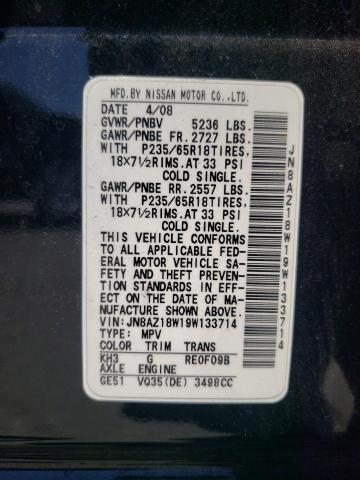 MFD. BY NISSAN MOTOR CO., LTD.
DATE 4/08
GVWR/PNBV 5236 LBS.
GAWR/PNBE FR. 2727 LBS.
WITH P235/65R18TIRES,
18X7½RIMS.AT 33 PSI
COLD SINGLE.
GAWR/PNBE RR. 2557 LBS.
WITH P235/65R18TIRES,
18X7½RIMS.AT 33 PSI
COLD SINGLE.
THIS VEHICLE CONFORMS
TO ALL APPLICABLE FED-
ERAL MOTOR VEHICLE SA-
FETY AND THEFT PREVEN-
TION STANDARDS IN EFF-
ECT ON THE DATE OF MA-
NUFACTURE SHOWN ABOVE.
VIN:JN8AZ18W19W133714
TYPE: MPV
COLOR TRIM TRANS
KH3 G RE0F09B
AXLE ENGINE
GE51 VQ35(DE) 3498CC
JN8AZ18W19W133714